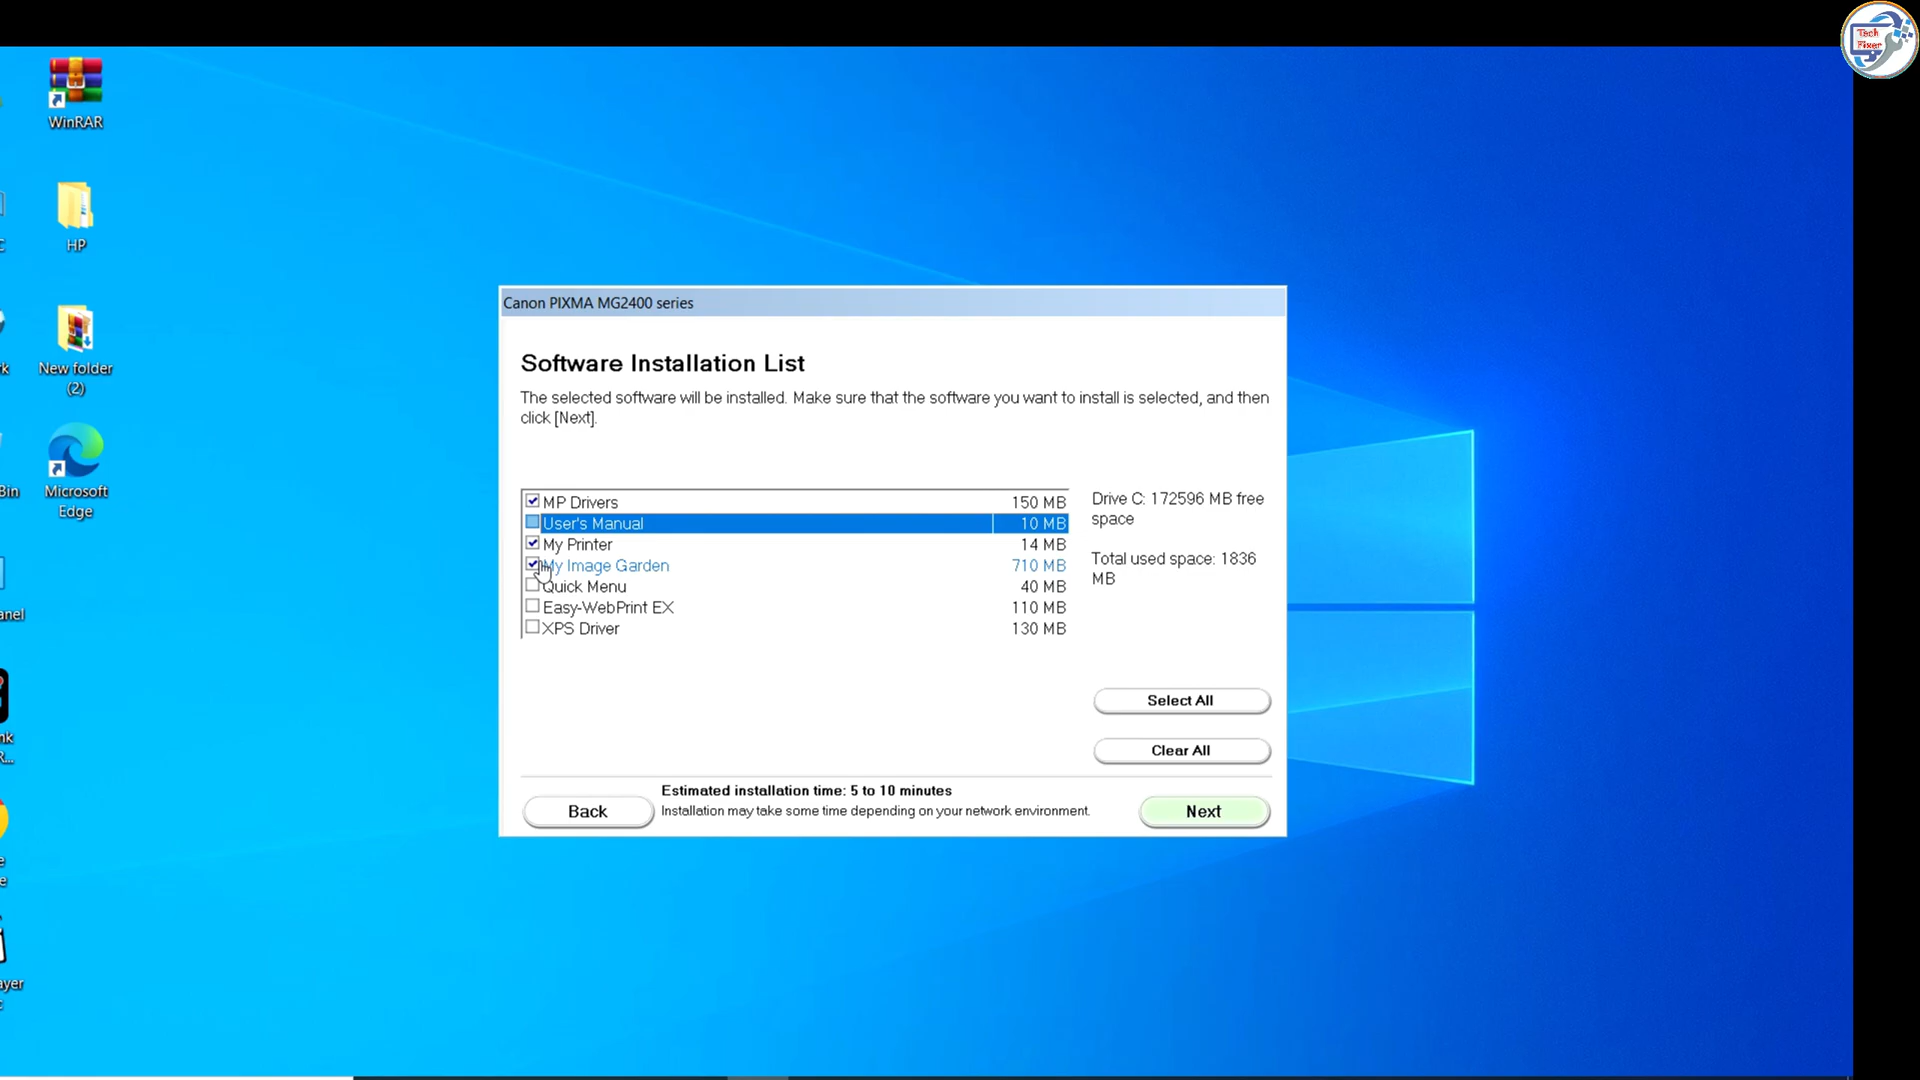 Tech
Fixer
WinRAR
C
HP
rk
New folder
(2)
Bin
Microsoft
Edge
anel
nk
R...
e
e
ayer
c
Canon PIXMA MG2400 series
Software Installation List
The selected software will be installed. Make sure that the software you want to install is selected, and then
click [Next].
MP Drivers 150 MB
User's Manual 10 MB
My Printer 14 MB
My Image Garden 710 MB
Quick Menu 40 MB
Easy-WebPrint EX 110 MB
XPS Driver 130 MB
Drive C: 172596 MB free
space
Total used space: 1836
MB
Select All
Clear All
Estimated installation time: 5 to 10 minutes
Installation may take some time depending on your network environment.
Back
Next